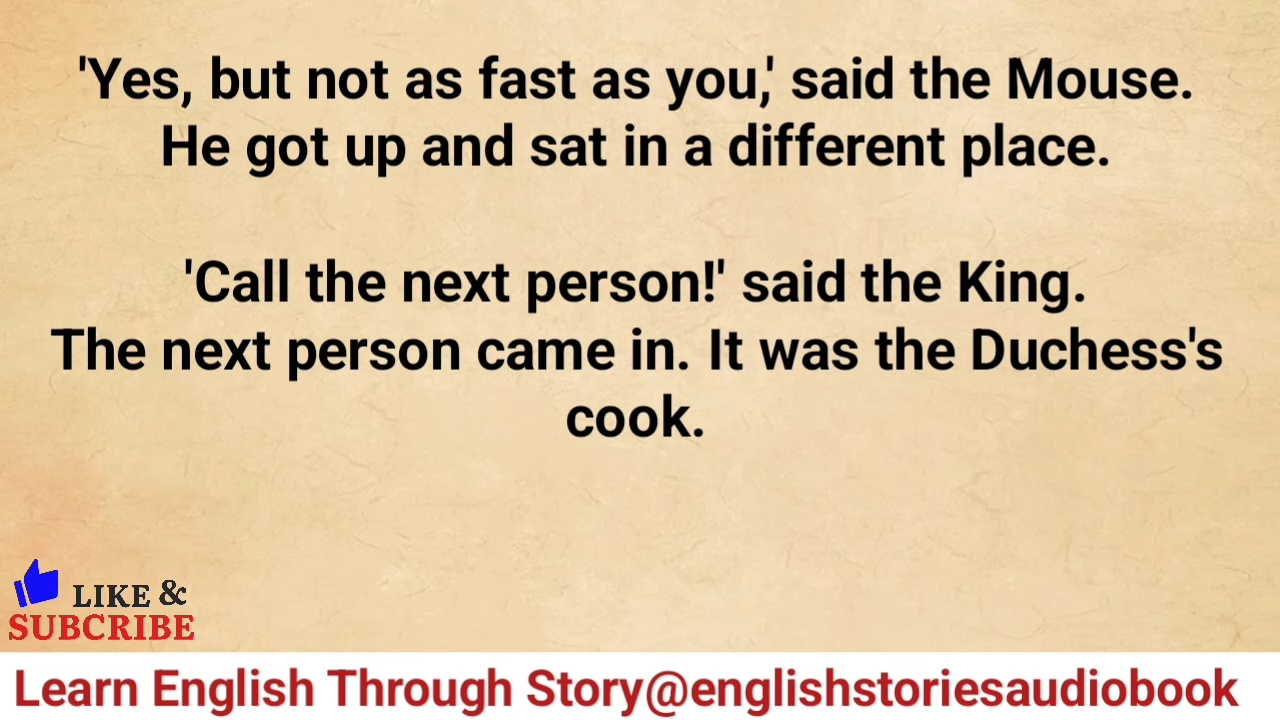 'Yes, but not as fast as you,' said the Mouse.
He got up and sat in a different place.
'Call the next person!' said the King.
The next person came in. It was the Duchess's
cook.
LIKE &
SUBCRIBE
Learn English Through Story@englishstoriesaudiobook